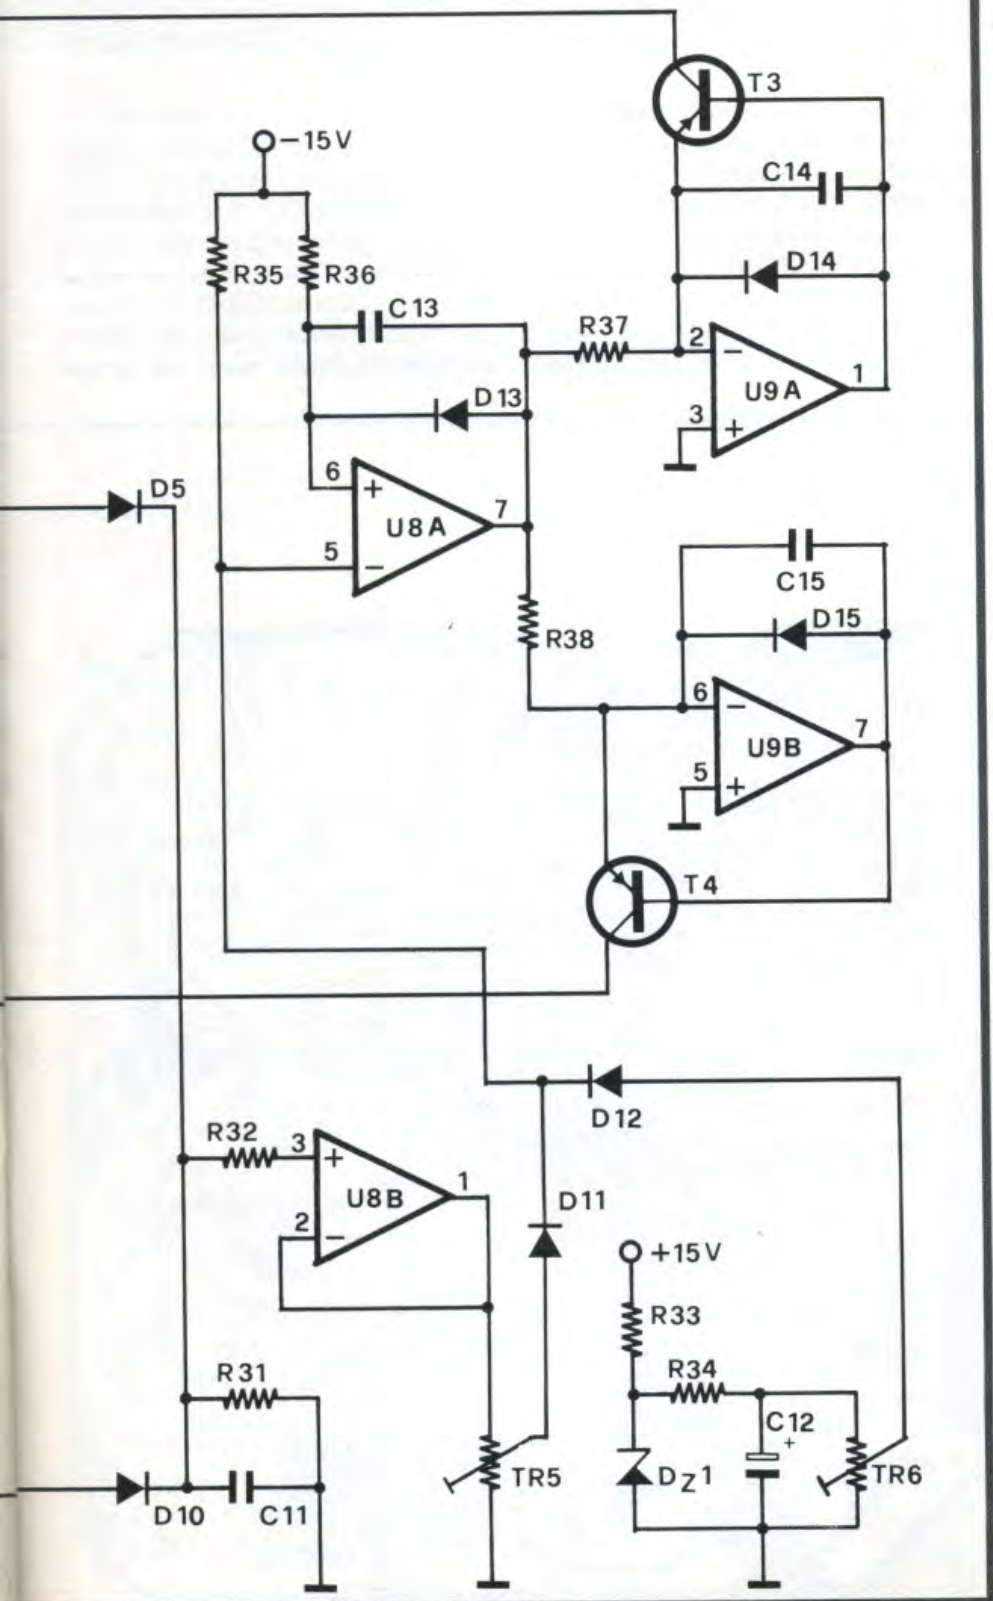 T3
−15V
C14
R35
R36
D14
C13
R37
2
−
1
U9A
D13
3
+
D5
6
+
7
U8A
5
−
C15
R38
D15
6
−
7
U9B
5
+
T4
D12
R32
3
+
1
U8B
D11
2
−
+15V
R33
R31
R34
C12
+
TR5
DZ1
TR6
D10
C11